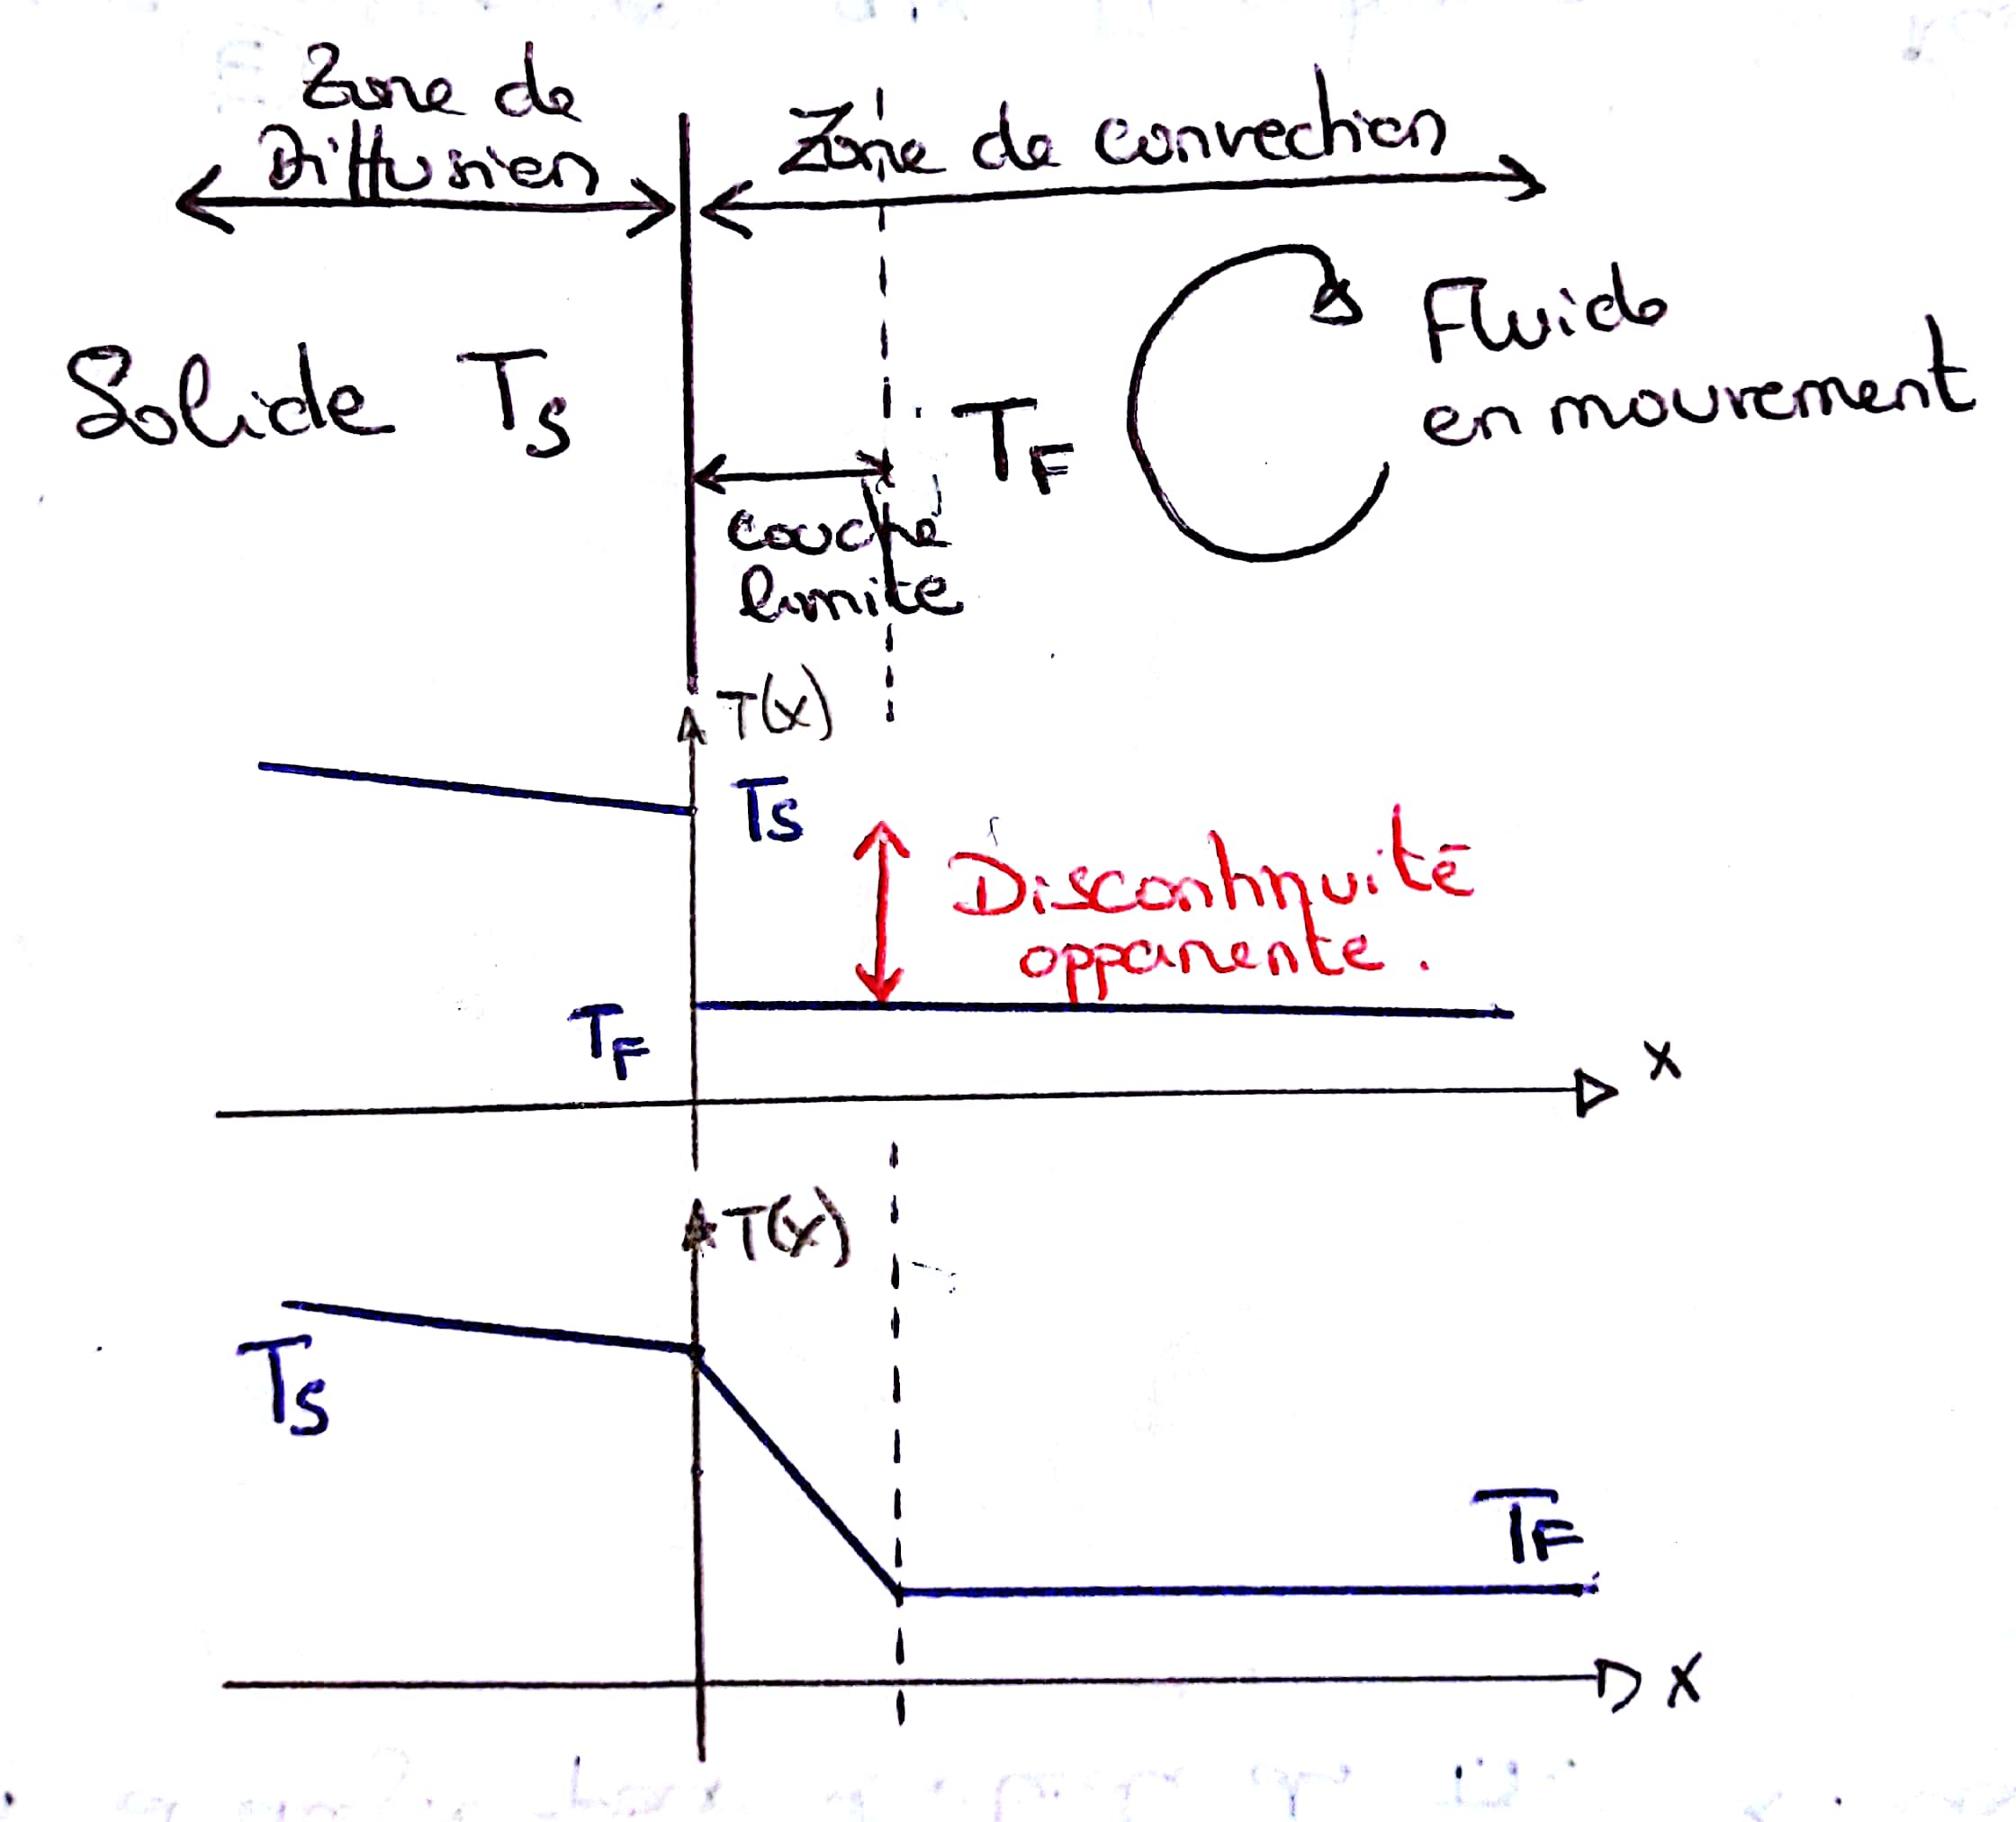 Zone de
Diffusion
Zone de convection
Solide Ts
TF
Fluide
en mouvement
couche
limite
T(x)
Ts
Discontinuité
apparente.
TF
x
T(x)
Ts
TF
x